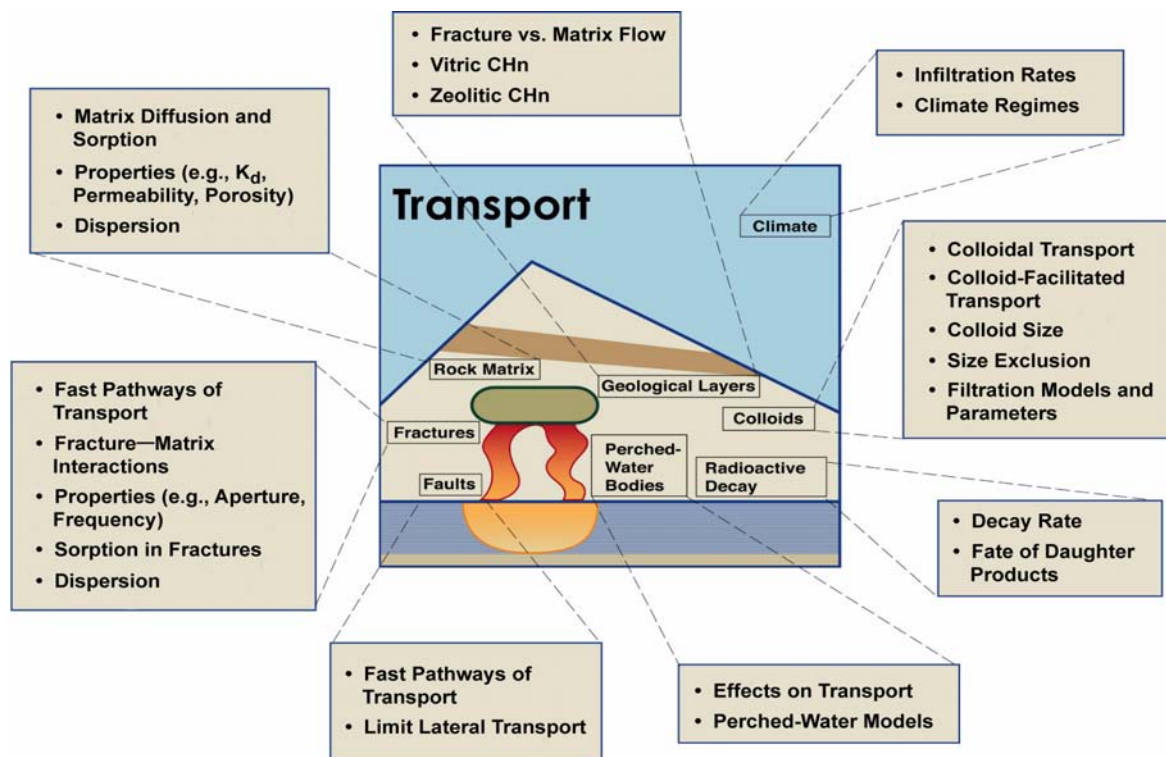 • Fracture vs. Matrix Flow
• Vitric CHn
• Zeolitic CHn
• Infiltration Rates
• Climate Regimes
• Matrix Diffusion and
Sorption
• Properties (e.g., Kd,
Permeability, Porosity)
• Dispersion
Transport
Climate
• Colloidal Transport
• Colloid-Facilitated
Transport
• Colloid Size
• Size Exclusion
• Filtration Models and
Parameters
Rock Matrix
Geological Layers
Colloids
Fractures
Perched-
Water
Bodies
Radioactive
Decay
Faults
• Fast Pathways of
Transport
• Fracture—Matrix
Interactions
• Properties (e.g., Aperture,
Frequency)
• Sorption in Fractures
• Dispersion
• Decay Rate
• Fate of Daughter
Products
• Fast Pathways of
Transport
• Limit Lateral Transport
• Effects on Transport
• Perched-Water Models